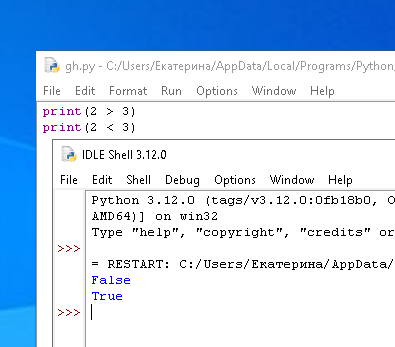 gh.py - C:/Users/Екатерина/AppData/Local/Programs/Python,
File Edit Format Run Options Window Help
print(2 > 3)
print(2 < 3)
IDLE Shell 3.12.0
File Edit Shell Debug Options Window Help
Python 3.12.0 (tags/v3.12.0:0fb18b0, O
AMD64)] on win32
Type "help", "copyright", "credits" or
>>>
= RESTART: C:/Users/Екатерина/AppData/
False
True
>>>